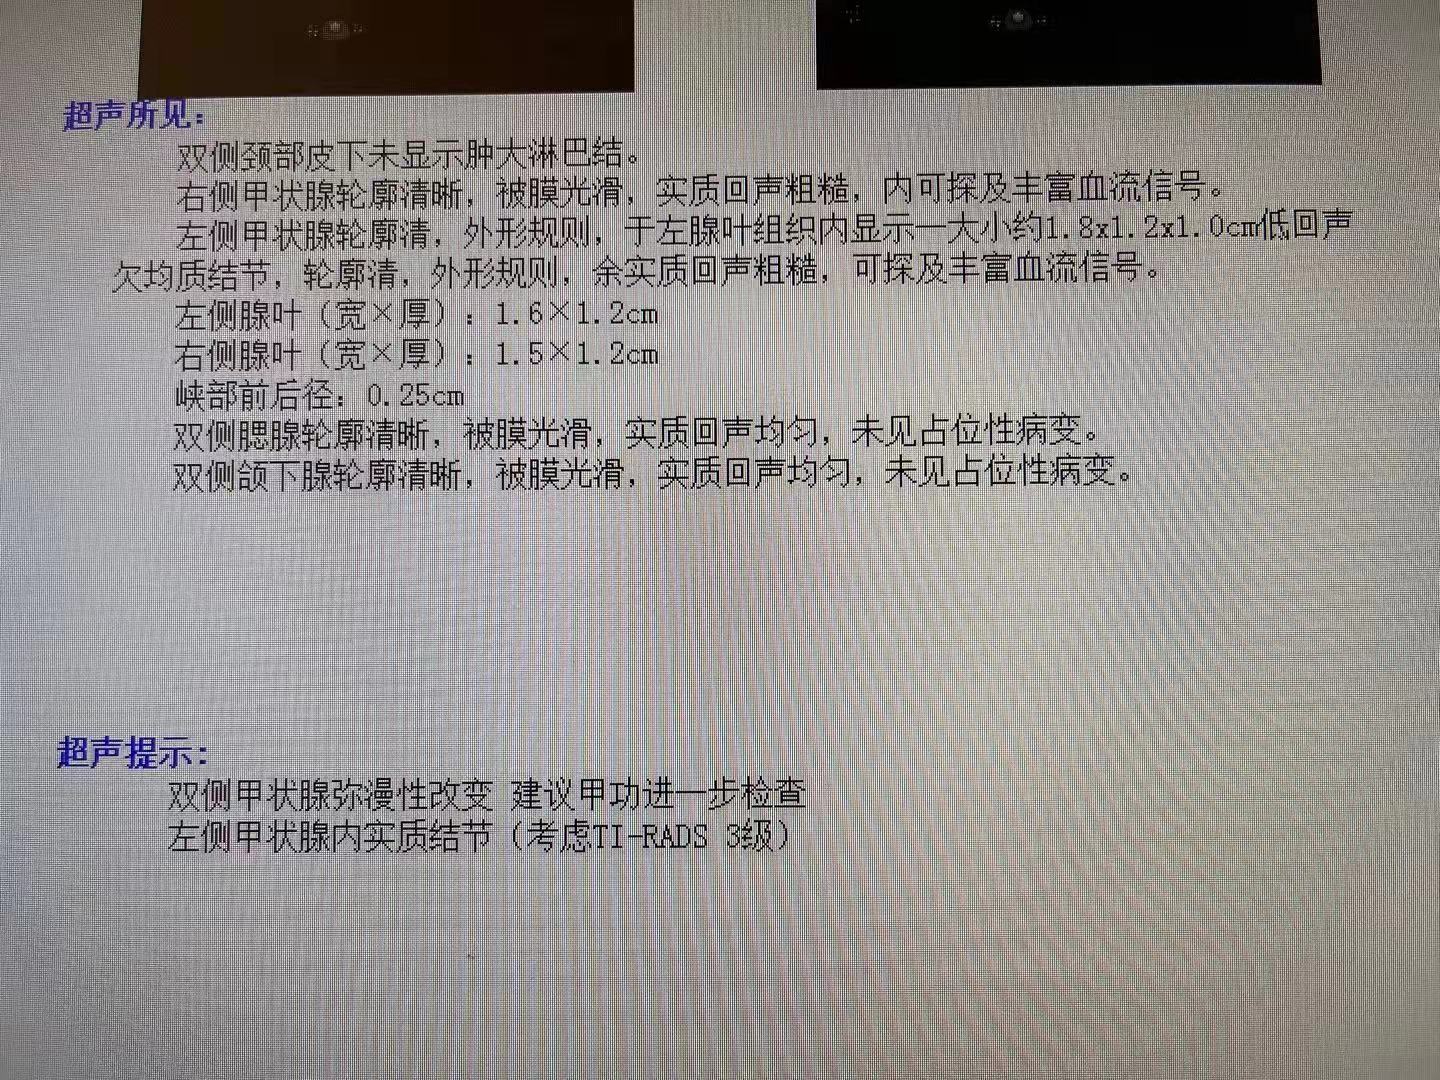 超声所见：
双侧颈部皮下未显示肿大淋巴结。
右侧甲状腺轮廓清晰，被膜光滑，实质回声粗糙，内可探及丰富血流信号。
左侧甲状腺轮廓清，外形规则，于左腺叶组织内显示一大小约1.8x1.2x1.0cm低回声
欠均质结节，轮廓清，外形规则，余实质回声粗糙，可探及丰富血流信号。
左侧腺叶（宽×厚）：1.6×1.2cm
右侧腺叶（宽×厚）：1.5×1.2cm
峡部前后径：0.25cm
双侧腮腺轮廓清晰，被膜光滑，实质回声均匀，未见占位性病变。
双侧颌下腺轮廓清晰，被膜光滑，实质回声均匀，未见占位性病变。
超声提示：
双侧甲状腺弥漫性改变 建议甲功进一步检查
左侧甲状腺内实质结节（考虑TI-RADS 3级）